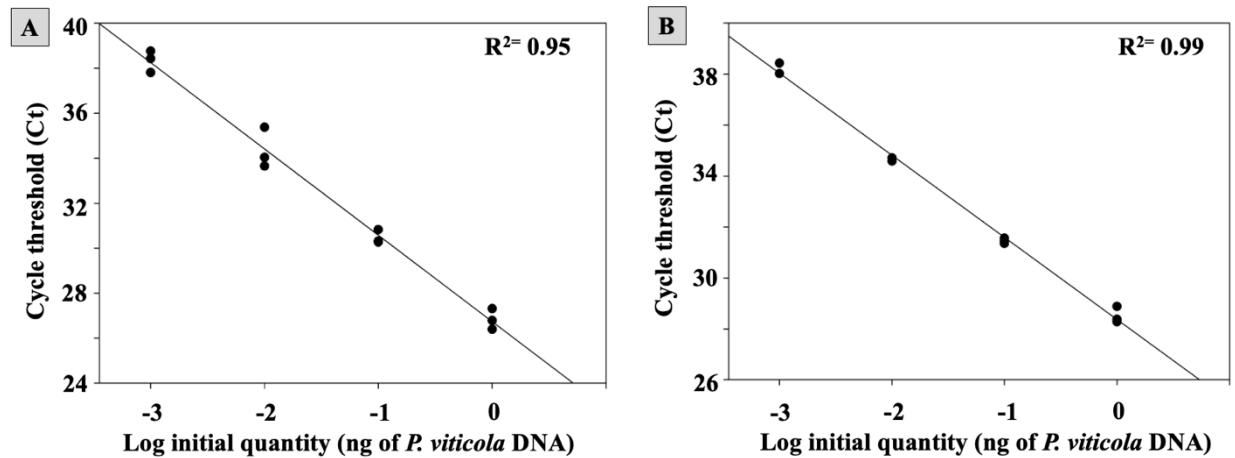 A
R²= 0.95
Cycle threshold (Ct)
40
36
32
28
24
-3
-2
-1
0
Log initial quantity (ng of P. viticola DNA)
B
R²= 0.99
Cycle threshold (Ct)
38
34
30
26
-3
-2
-1
0
Log initial quantity (ng of P. viticola DNA)